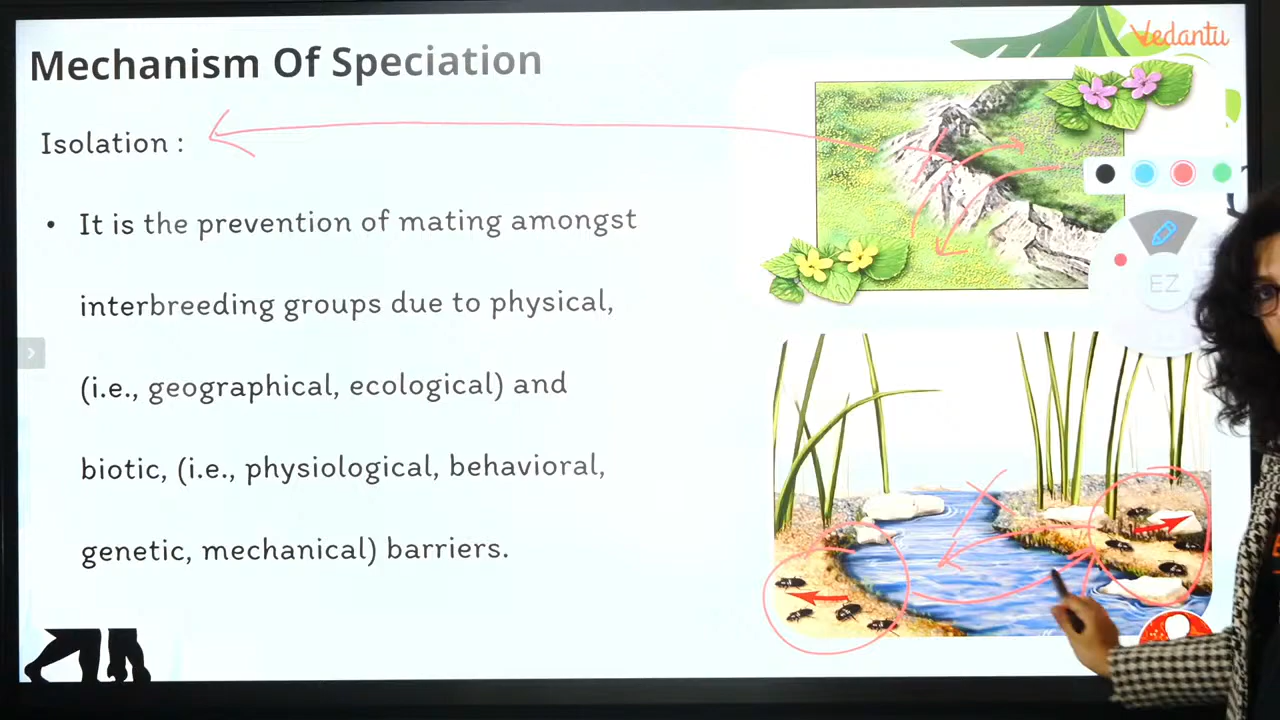 Mechanism Of Speciation
Vedantu
Isolation :
• It is the prevention of mating amongst
interbreeding groups due to physical,
(i.e., geographical, ecological) and
biotic, (i.e., physiological, behavioral,
genetic, mechanical) barriers.
EZ